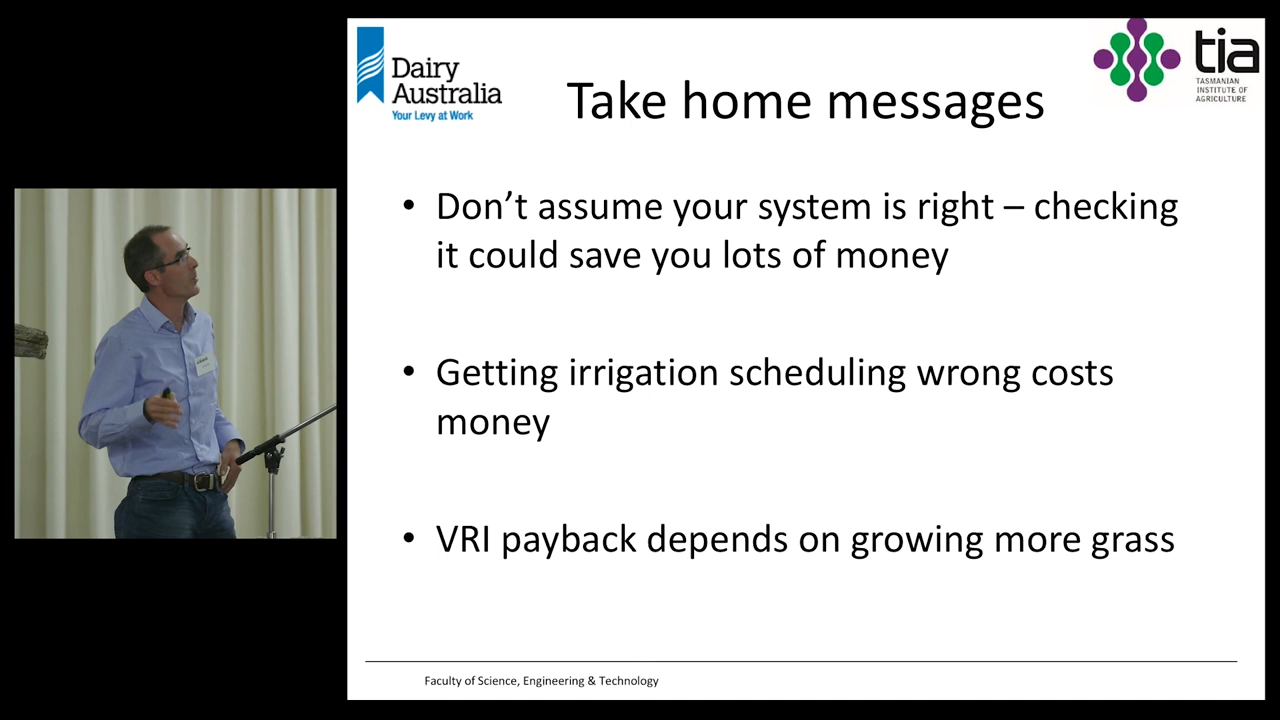 Dairy
Australia
Your Levy at Work
tia
TASMANIAN
INSTITUTE OF
AGRICULTURE
Take home messages
• Don’t assume your system is right – checking
it could save you lots of money
• Getting irrigation scheduling wrong costs
money
• VRI payback depends on growing more grass
Faculty of Science, Engineering & Technology